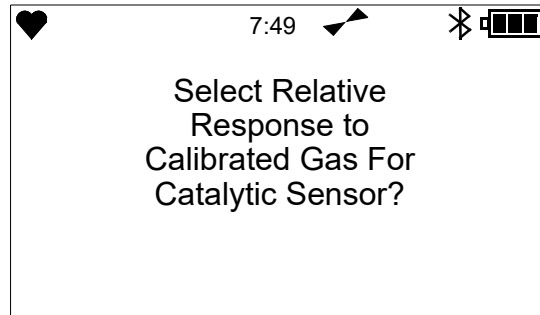 7:49
Select Relative
Response to
Calibrated Gas For
Catalytic Sensor?